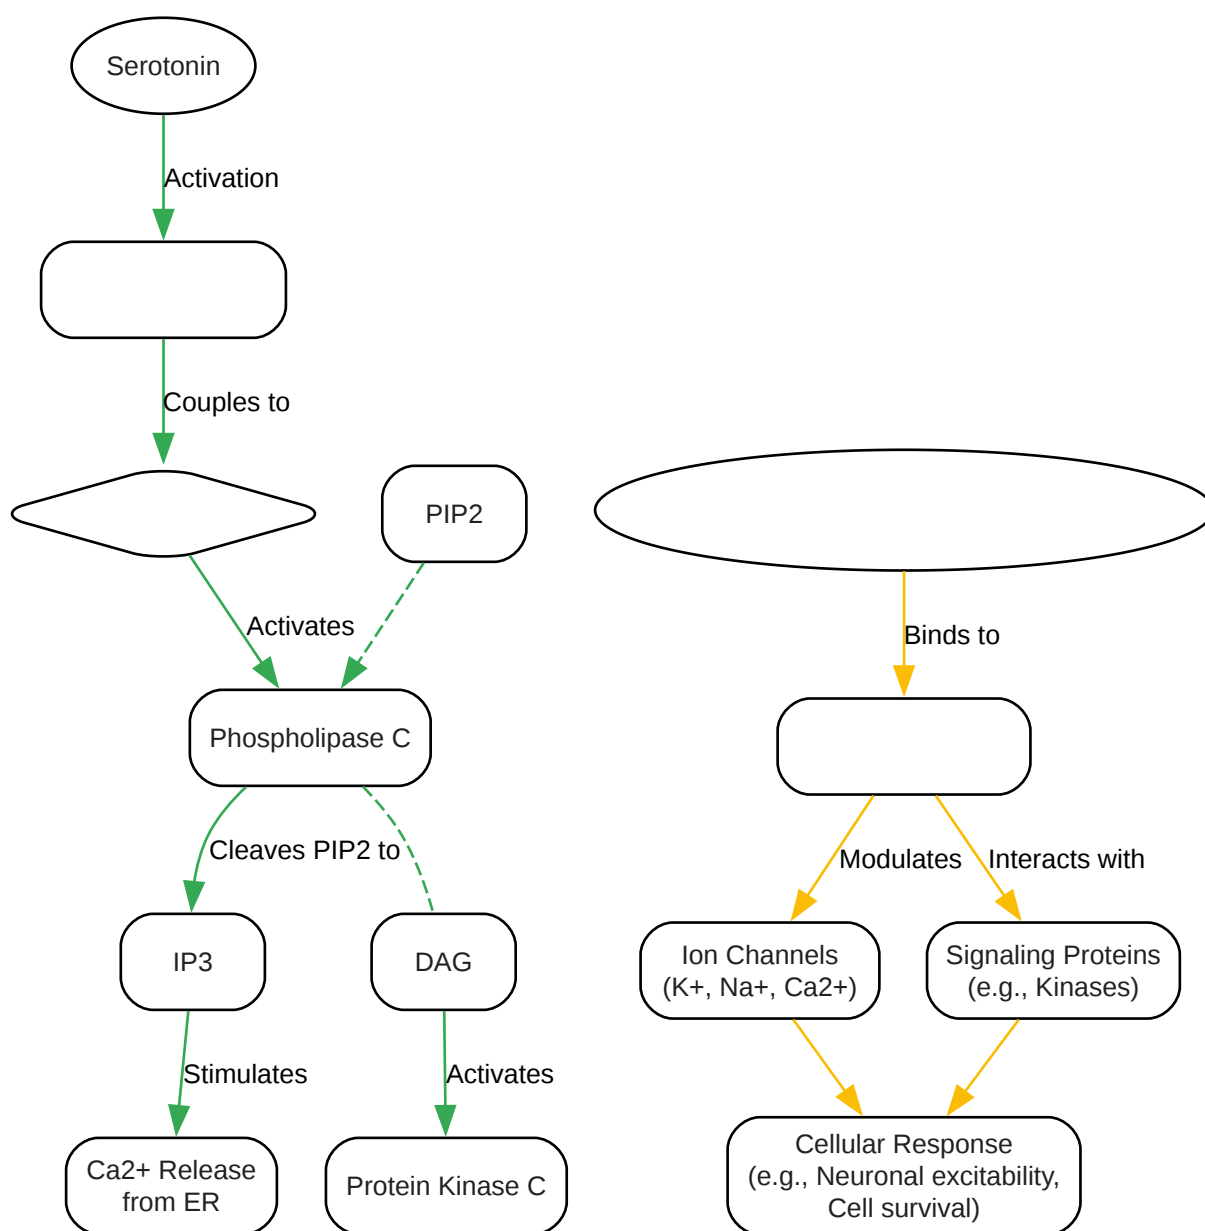 Serotonin
Activation
Couples to
PIP2
Activates
Phospholipase C
Cleaves PIP2 to
IP3
DAG
Stimulates
Activates
Ca2+ Release
from ER
Protein Kinase C
Binds to
Modulates
Interacts with
Ion Channels
(K+, Na+, Ca2+)
Signaling Proteins
(e.g., Kinases)
Cellular Response
(e.g., Neuronal excitability,
Cell survival)